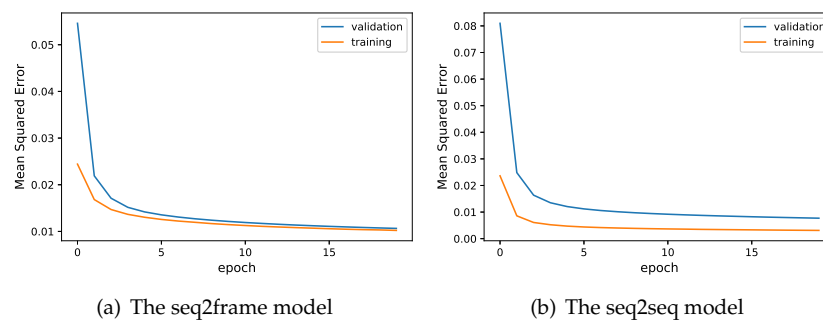 validation
training
0.05
0.04
0.03
0.02
0.01
Mean Squared Error
0
5
10
15
epoch
(a) The seq2frame model
validation
training
0.08
0.07
0.06
0.05
0.04
0.03
0.02
0.01
0.00
Mean Squared Error
0
5
10
15
epoch
(b) The seq2seq model